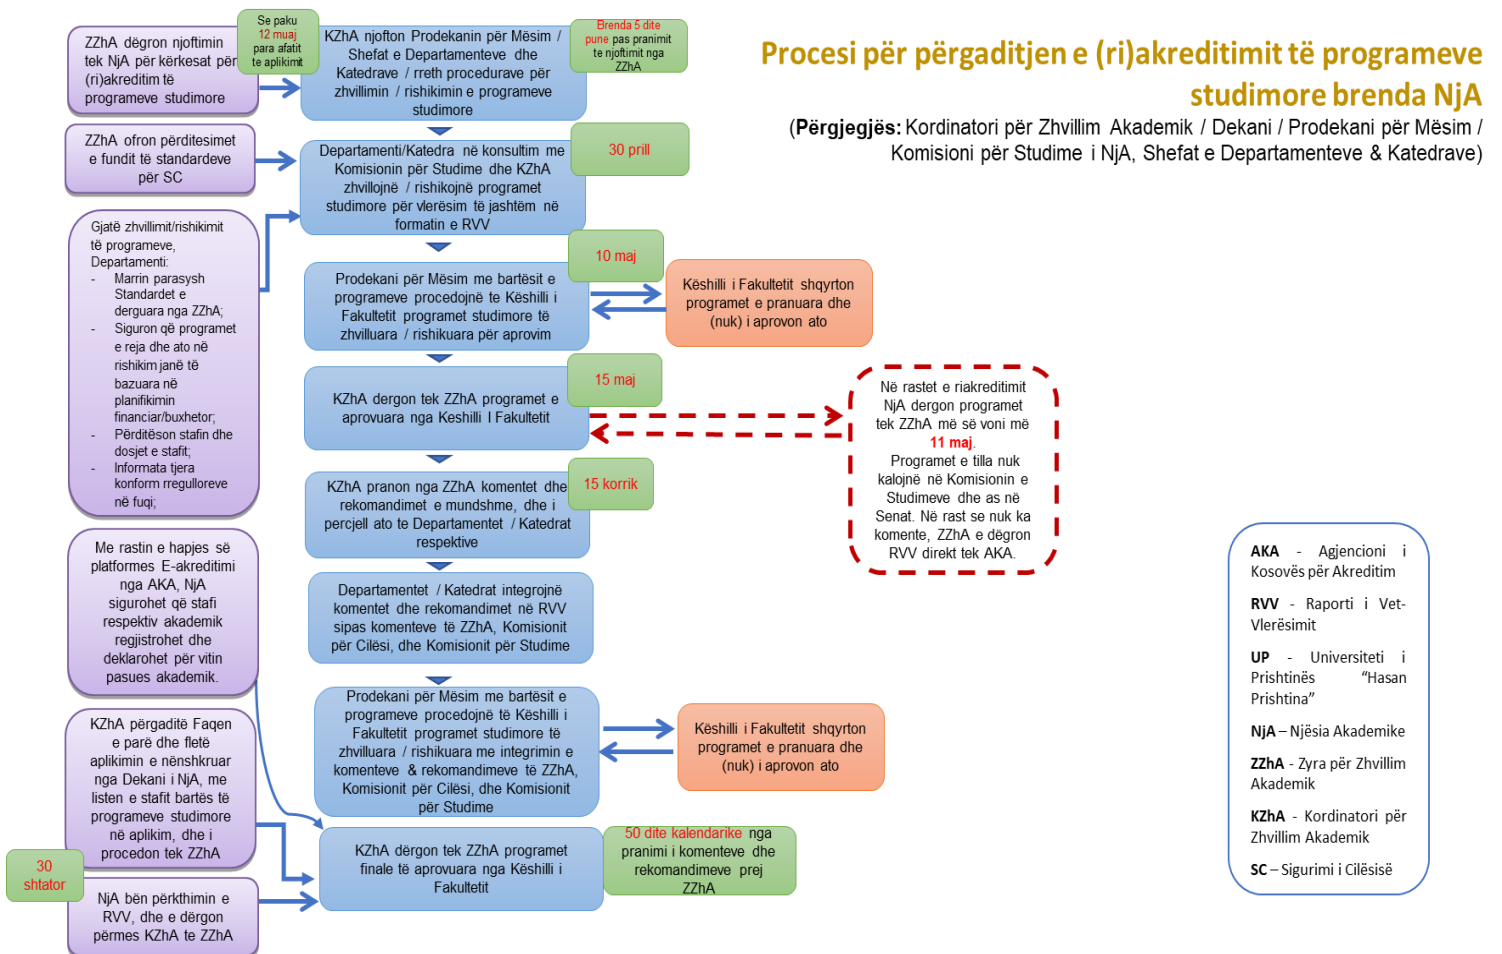 Procesi për përgaditjen e (ri)akreditimit të programeve
studimore brenda NjA
(Përgjegjës: Kordinatori për Zhvillim Akademik / Dekani / Prodekani për Mësim /
Komisioni për Studime i NjA, Shefat e Departamenteve & Katedrave)
ZZhA dëgron njoftimin
tek NjA për kërkesat për
(ri)akreditim të
programeve studimore
Se paku
12 muaj
para afatit
te aplikimit
KZhA njofton Prodekanin për Mësim /
Shefat e Departamenteve dhe
Katedrave / rreth procedurave për
zhvillimin / rishikimin e programeve
studimore
Brenda 5 dite
pune pas pranimit
te njoftimit nga
ZZhA
ZZhA ofron përditesimet
e fundit të standardeve
për SC
Departamenti/Katedra në konsultim me
Komisionin për Studime dhe KZhA
zhvillojnë / rishikojnë programet
studimore për vlerësim të jashtëm në
formatin e RVV
30 prill
Gjatë zhvillimit/rishikimit
të programeve,
Departamenti:
- Marrin parasysh
Standardet e
derguara nga ZZhA;
- Siguron që programet
e reja dhe ato në
rishikim janë të
bazuara në
planifikimin
financiar/buxhetor;
- Përditëson stafin dhe
dosjet e stafit;
- Informata tjera
konform rregulloreve
në fuqi;
10 maj
Prodekani për Mësim me bartësit e
programeve procedojnë te Këshilli i
Fakultetit programet studimore të
zhvilluara / rishikuara për aprovim
Këshilli i Fakultetit shqyrton
programet e pranuara dhe
(nuk) i aprovon ato
15 maj
KZhA dergon tek ZZhA programet e
aprovuara nga Keshilli I Fakultetit
Në rastet e riakreditimit
NjA dergon programet
tek ZZhA më së voni më
11 maj.
Programet e tilla nuk
kalojnë në Komisionin e
Studimeve dhe as në
Senat. Në rast se nuk ka
komente, ZZhA e dëgron
RVV direkt tek AKA.
15 korrik
KZhA pranon nga ZZhA komentet dhe
rekomandimet e mundshme, dhe i
percjell ato te Departamentet / Katedrat
respektive
Me rastin e hapjes së
platformes E-akreditimi
nga AKA, NjA
sigurohet që stafi
respektiv akademik
regjistrohet dhe
deklarohet për vitin
pasues akademik.
Departamentet / Katedrat integrojnë
komentet dhe rekomandimet në RVV
sipas komenteve të ZZhA, Komisionit
për Cilësi, dhe Komisionit për Studime
Prodekani për Mësim me bartësit e
programeve procedojnë të Këshilli i
Fakultetit programet studimore të
zhvilluara / rishikuara me integrimin e
komenteve & rekomandimeve të ZZhA,
Komisionit për Cilësi, dhe Komisionit
për Studime
Këshilli i Fakultetit shqyrton
programet e pranuara dhe
(nuk) i aprovon ato
KZhA përgaditë Faqen
e parë dhe fletë
aplikimin e nënshkruar
nga Dekani i NjA, me
listen e stafit bartës të
programeve studimore
në aplikim, dhe i
procedon tek ZZhA
30
shtator
NjA bën përkthimin e
RVV, dhe e dërgon
përmes KZhA te ZZhA
KZhA dërgon tek ZZhA programet
finale të aprovuara nga Këshilli i
Fakultetit
50 dite kalendarike nga
pranimi i komenteve dhe
rekomandimeve prej
ZZhA
AKA - Agjencioni i
Kosovës për Akreditim
RVV - Raporti i Vet-
Vlerësimit
UP - Universiteti i
Prishtinës "Hasan
Prishtina"
NjA – Njësia Akademike
ZZhA - Zyra për Zhvillim
Akademik
KZhA - Kordinatori për
Zhvillim Akademik
SC – Sigurimi i Cilësisë